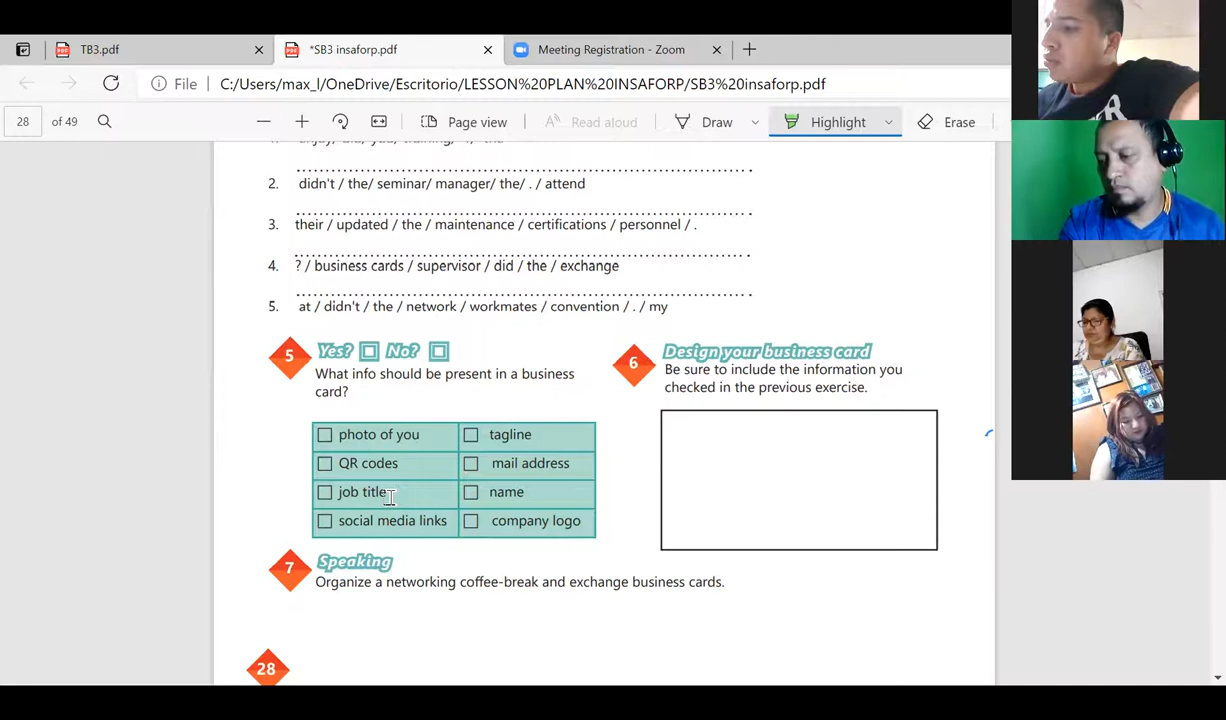 TB3.pdf
*SB3 insaforp.pdf
Meeting Registration - Zoom
File
C:/Users/max_l/OneDrive/Escritorio/LESSON%20PLAN%20INSAFORP/SB3%20insaforp.pdf
28 of 49
Page view
Read aloud
Draw
Highlight
Erase
2. didn't / the/ seminar/ manager/ the/ . / attend
3. their / updated / the / maintenance / certifications / personnel / .
4. ? / business cards / supervisor / did / the / exchange
5. at / didn't / the / network / workmates / convention / . / my
5 Yes? No?
What info should be present in a business
card?
photo of you tagline
QR codes mail address
job title name
social media links company logo
6 Design your business card
Be sure to include the information you
checked in the previous exercise.
7 Speaking
Organize a networking coffee-break and exchange business cards.
28